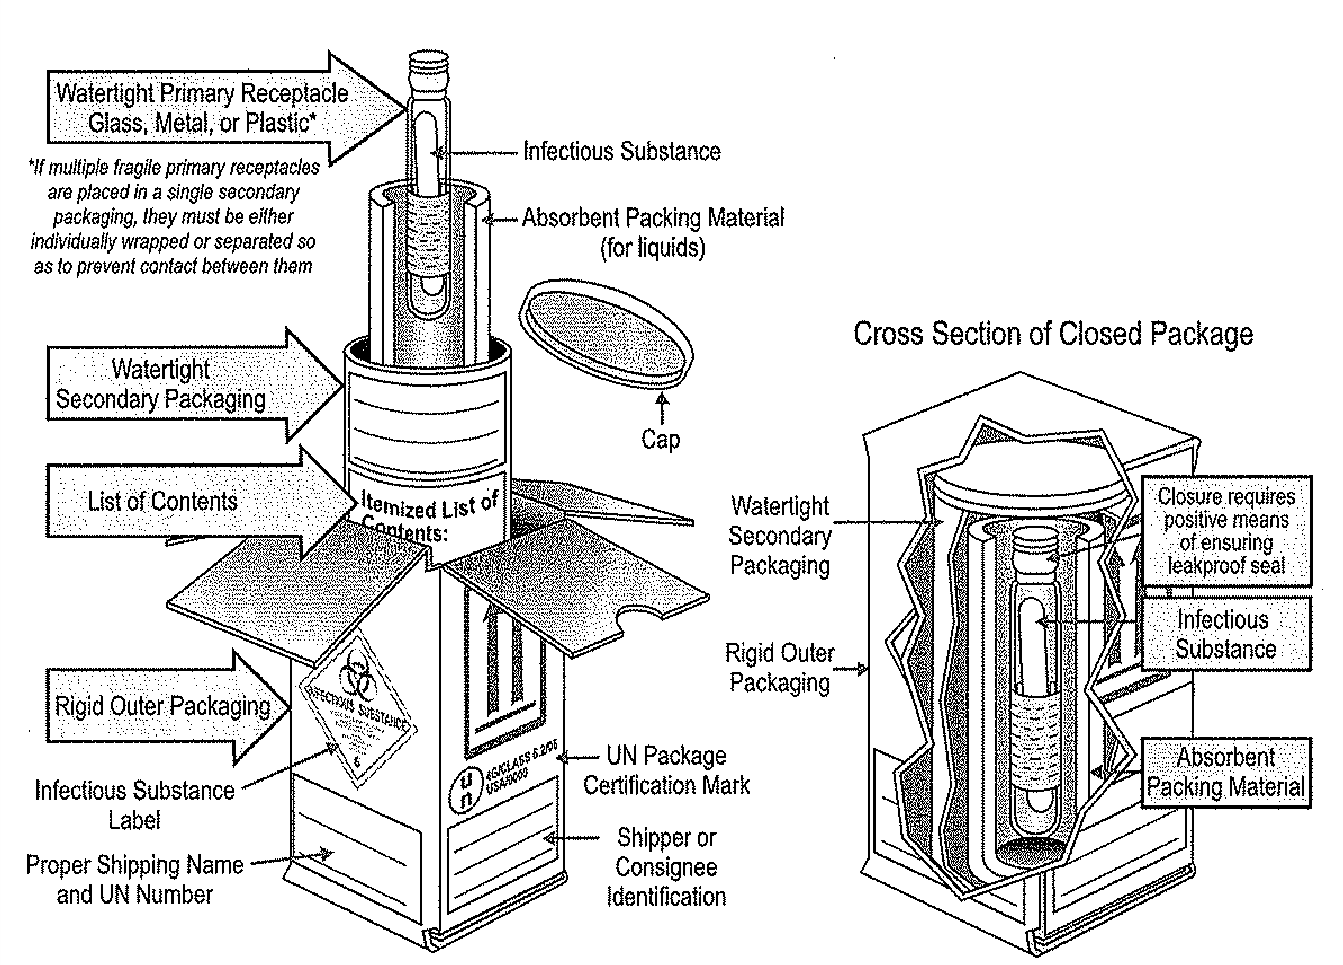 Watertight Primary Receptacle
Glass, Metal, or Plastic*
*If multiple fragile primary receptacles
are placed in a single secondary
packaging, they must be either
individually wrapped or separated so
as to prevent contact between them
Infectious Substance
Absorbent Packing Material
(for liquids)
Cap
Watertight
Secondary Packaging
List of Contents
Itemized List of
Contents:
Rigid Outer Packaging
INFECTIOUS SUBSTANCE
6
Infectious Substance
Label
Proper Shipping Name
and UN Number
un
UN Package
Certification Mark
Shipper or
Consignee
Identification
Cross Section of Closed Package
Watertight
Secondary
Packaging
Rigid Outer
Packaging
Closure requires
positive means
of ensuring
leakproof seal
Infectious
Substance
Absorbent
Packing Material